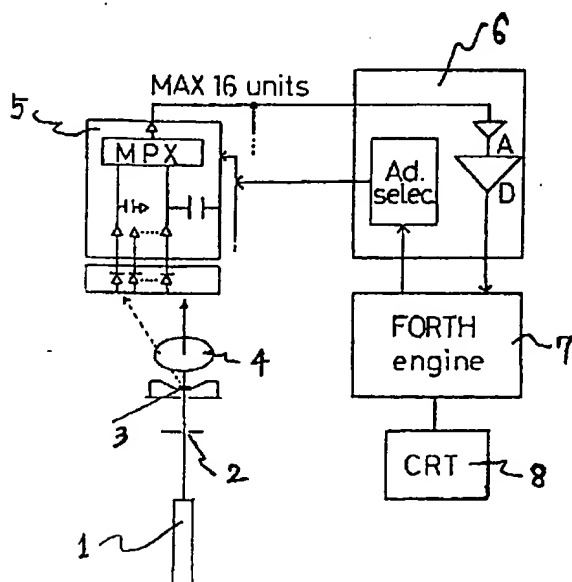 6
MAX 16 units
5
MPX
A
D
Ad.
selec.
FORTH
engine
7
4
3
2
CRT
8
1